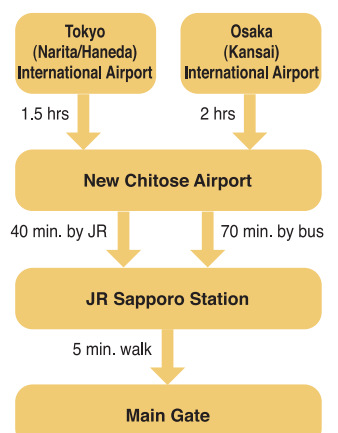 Tokyo
(Narita/Haneda)
International Airport
Osaka
(Kansai)
International Airport
1.5 hrs
2 hrs
New Chitose Airport
40 min. by JR
70 min. by bus
JR Sapporo Station
5 min. walk
Main Gate